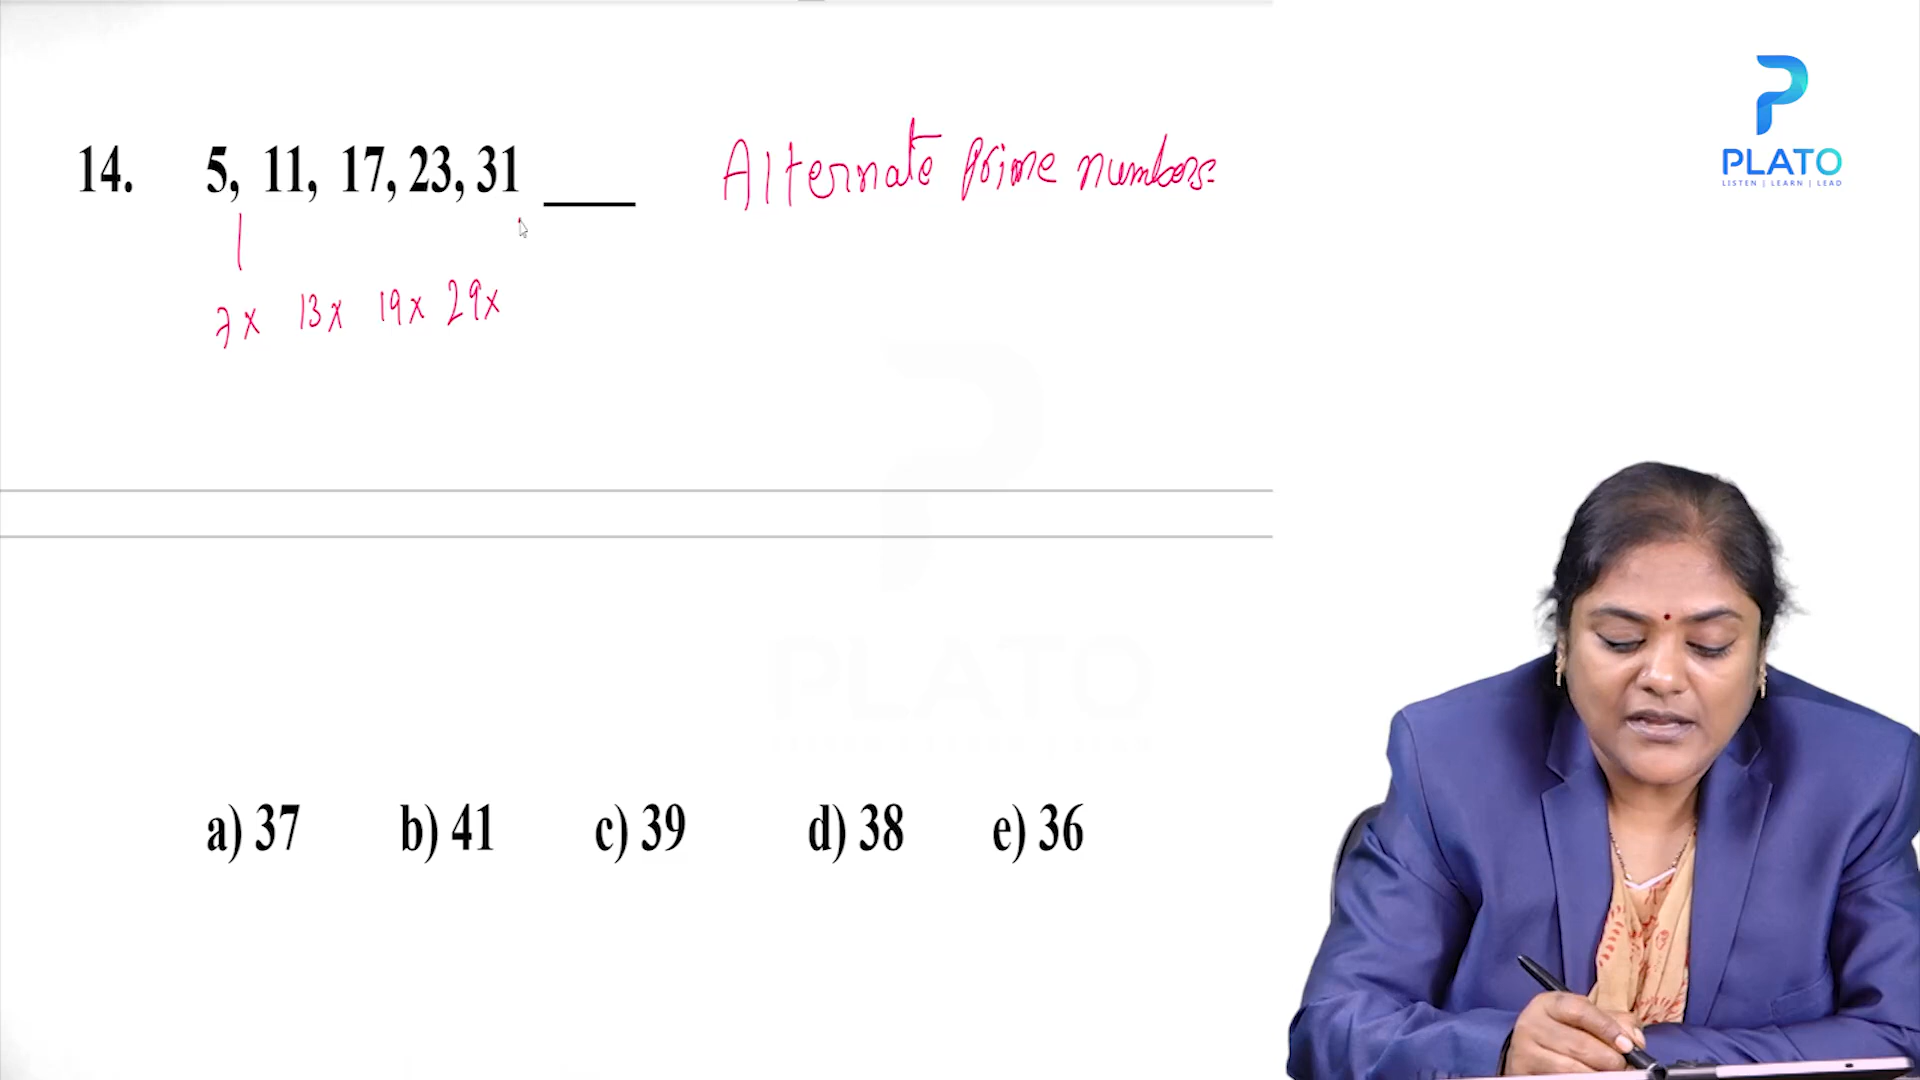 PLATO
LISTEN | LEARN | LEAD
14. 5, 11, 17, 23, 31 ____ Alternate prime numbers:
7x 13x 19x 29x
PLATO
a) 37 b) 41 c) 39 d) 38 e) 36